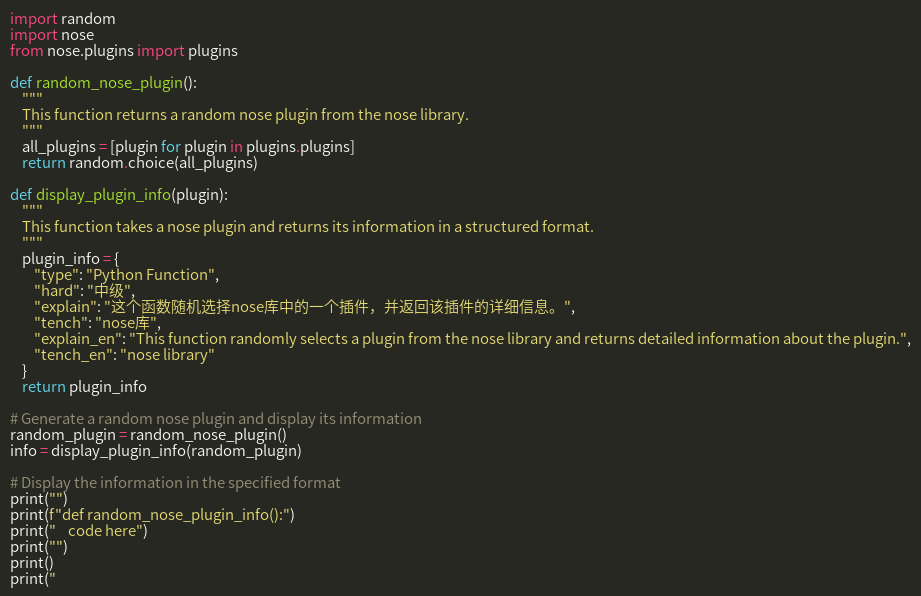 import random
import nose
from nose.plugins import plugins
def random_nose_plugin():
"""
This function returns a random nose plugin from the nose library.
"""
all_plugins = [plugin for plugin in plugins.plugins]
return random.choice(all_plugins)
def display_plugin_info(plugin):
"""
This function takes a nose plugin and returns its information in a structured format.
"""
plugin_info = {
"type": "Python Function",
"hard": "中级",
"explain": "这个函数随机选择nose库中的一个插件，并返回该插件的详细信息。",
"tench": "nose库",
"explain_en": "This function randomly selects a plugin from the nose library and returns detailed information about the plugin.",
"tench_en": "nose library"
}
return plugin_info
# Generate a random nose plugin and display its information
random_plugin = random_nose_plugin()
info = display_plugin_info(random_plugin)
# Display the information in the specified format
print("")
print(f"def random_nose_plugin_info():")
print("    code here")
print("")
print()
print("